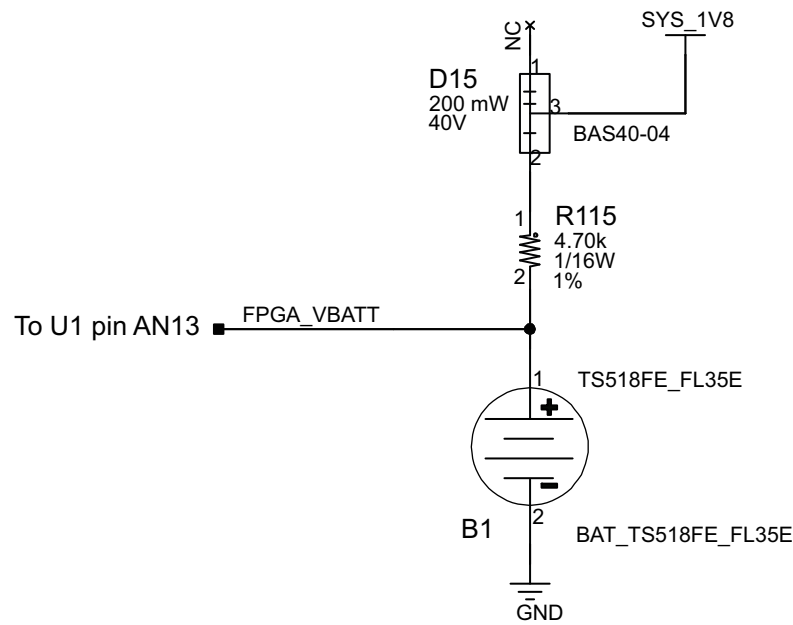 SYS_1V8
NC
1
D15
200 mW
40V
3
BAS40-04
2
1
R115
4.70k
1/16W
1%
2
To U1 pin AN13
FPGA_VBATT
1
TS518FE_FL35E
+
-
B1
2
BAT_TS518FE_FL35E
GND